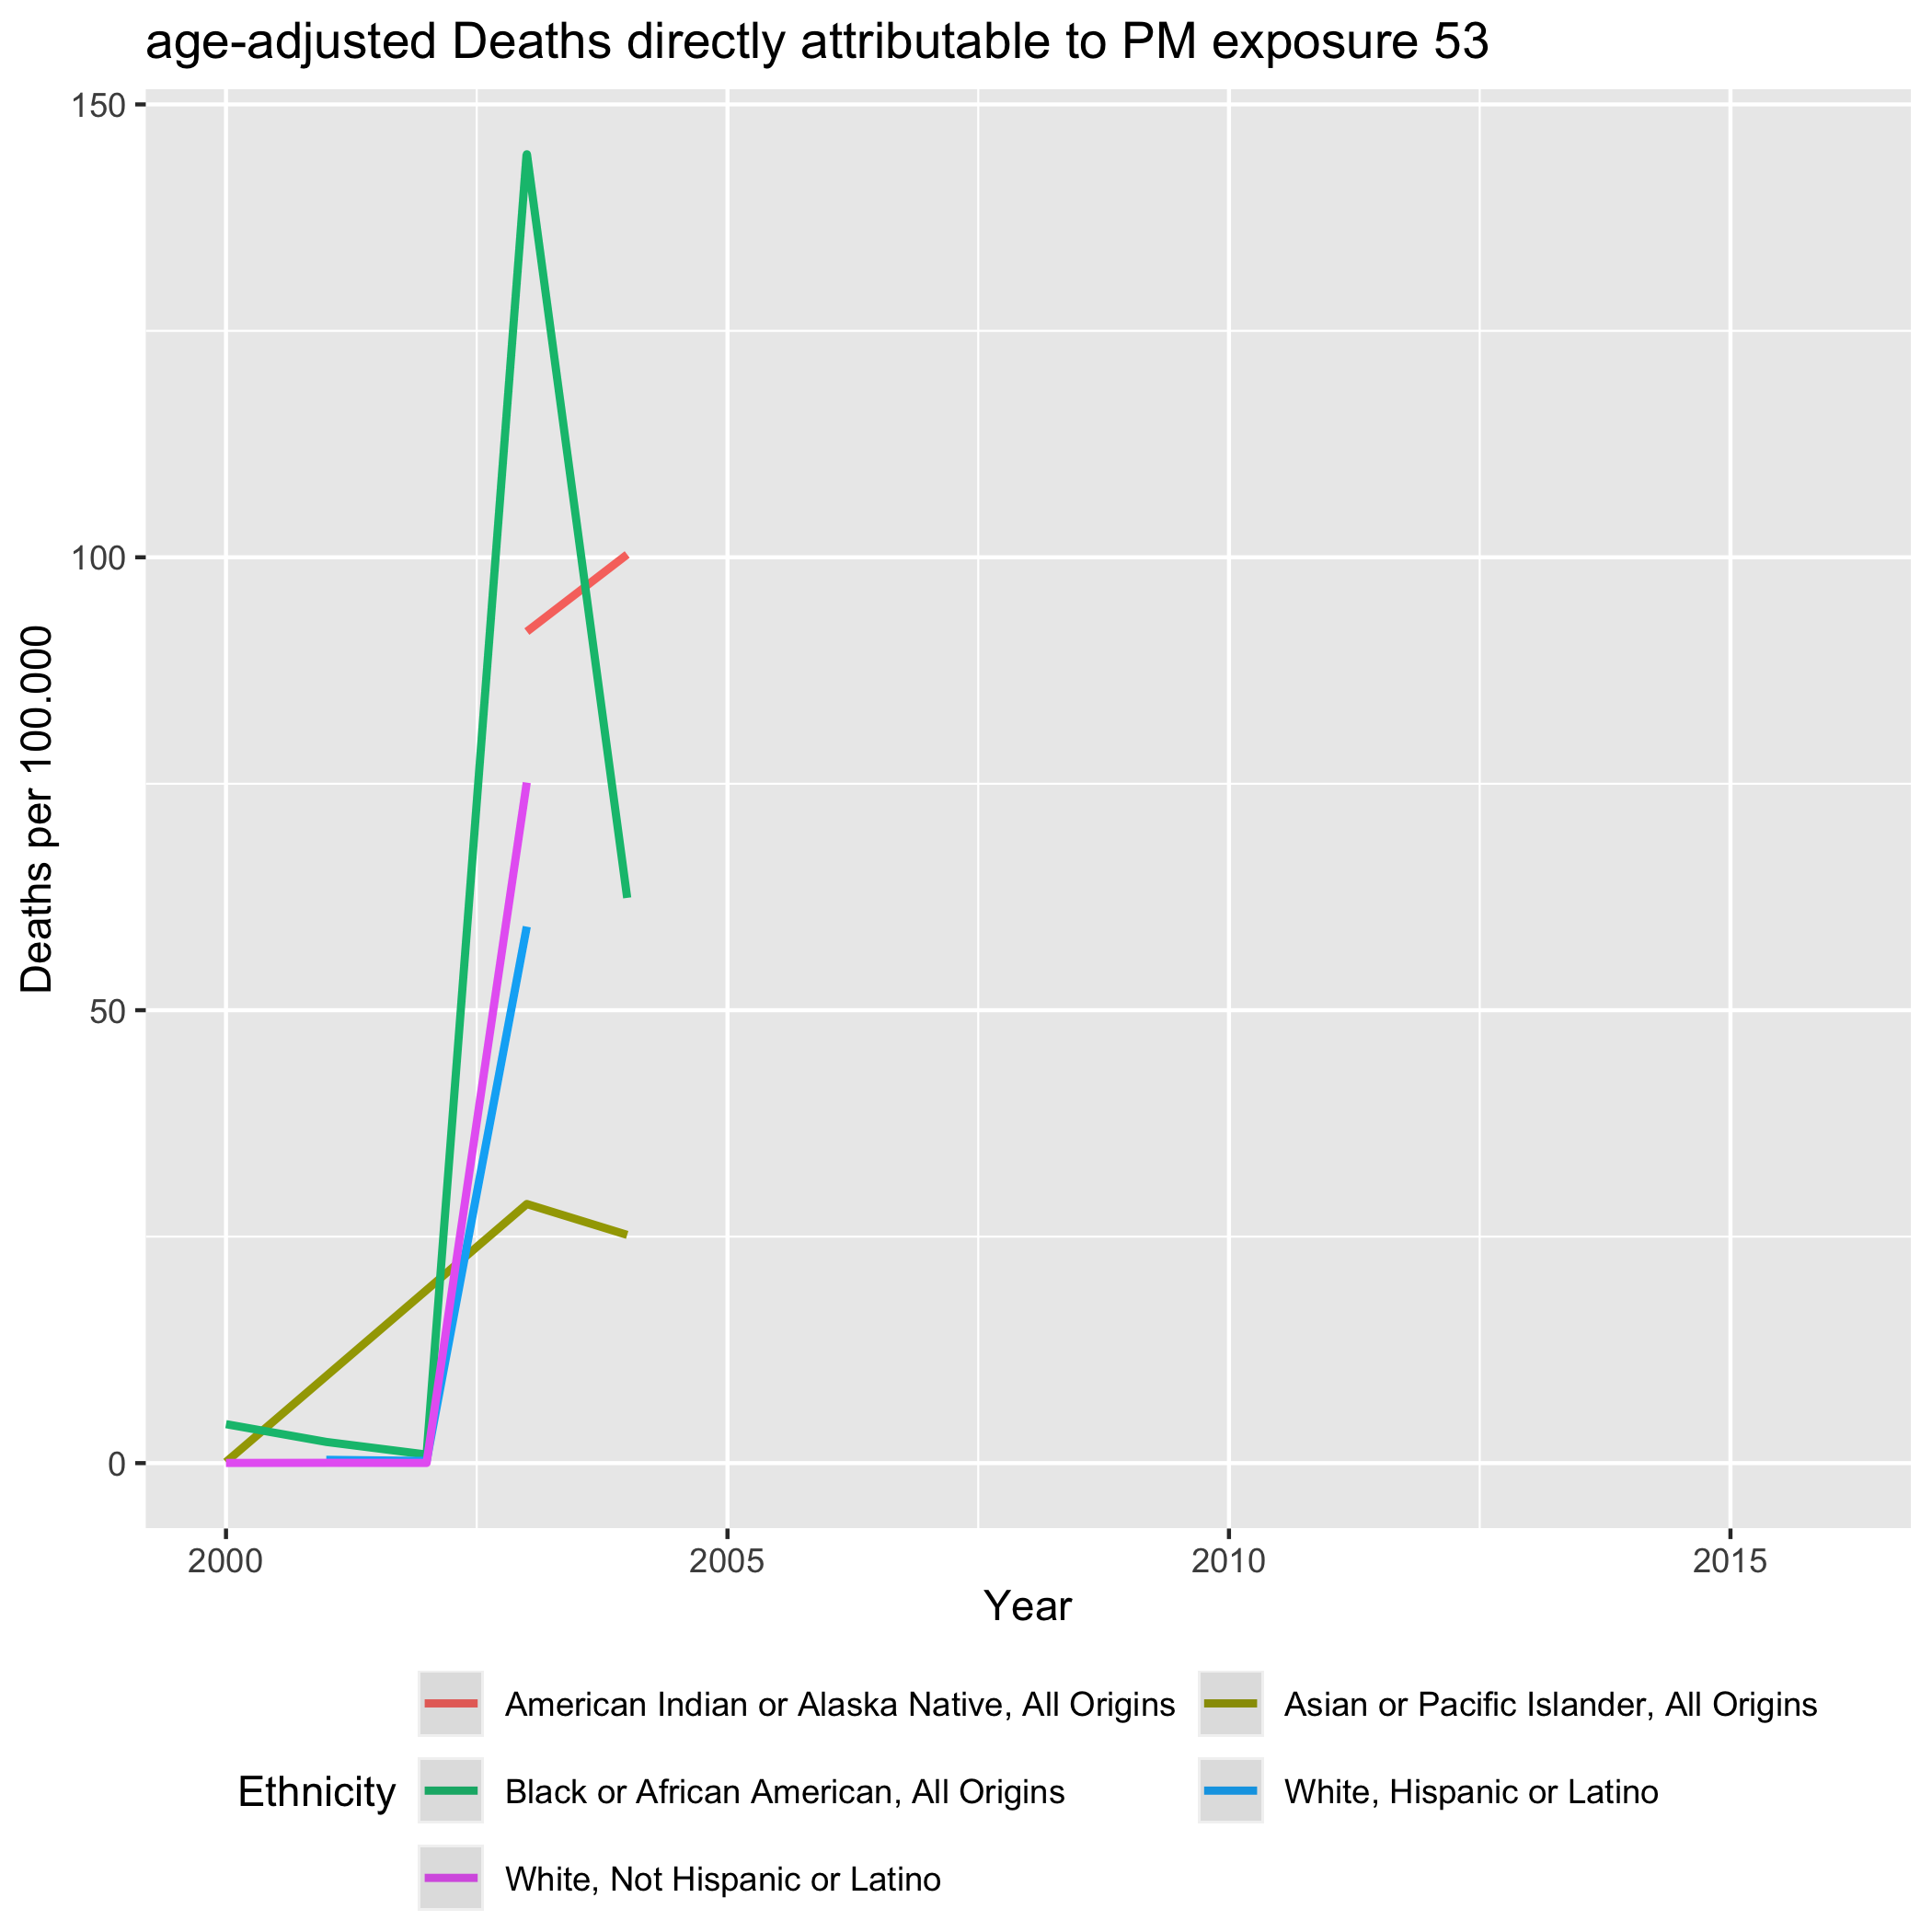 age-adjusted Deaths directly attributable to PM exposure 53
150
100
50
0
Deaths per 100.000
2000 2005 2010 2015
Year
Ethnicity
American Indian or Alaska Native, All Origins
Asian or Pacific Islander, All Origins
Black or African American, All Origins
White, Hispanic or Latino
White, Not Hispanic or Latino